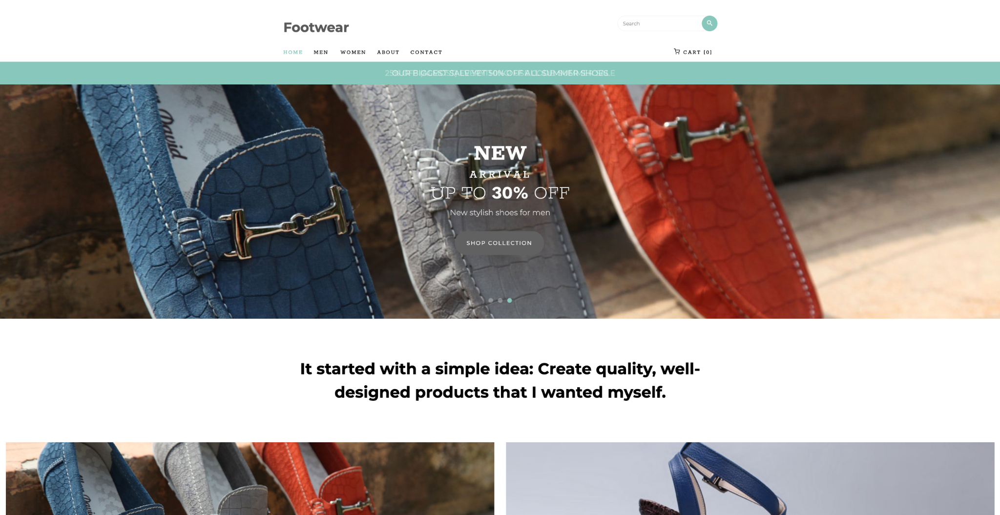 Footwear
Search
HOME MEN WOMEN ABOUT CONTACT CART [0]
OUR BIGGEST SALE YET 50% OFF ALL SUMMER SHOES
David
NEW
ARRIVAL
UP TO 30% OFF
New stylish shoes for men
SHOP COLLECTION
It started with a simple idea: Create quality, well-
designed products that I wanted myself.